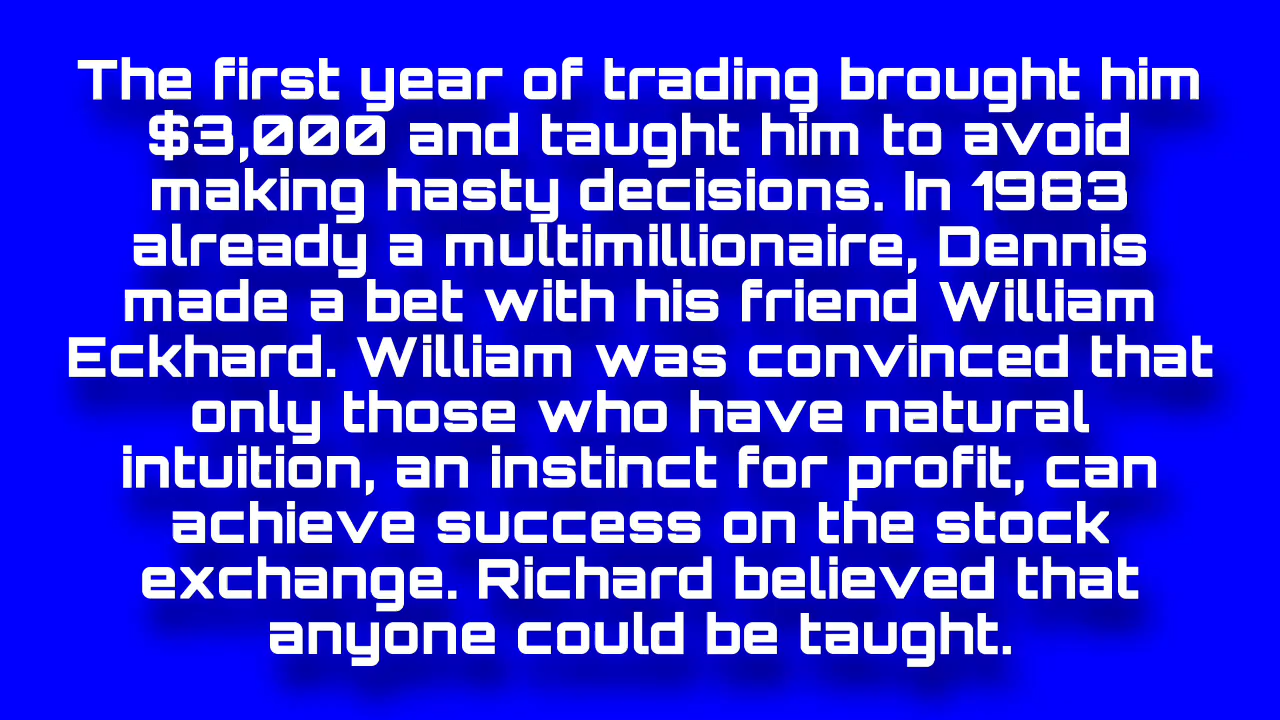 The first year of trading brought him
$3,000 and taught him to avoid
making hasty decisions. In 1983
already a multimillionaire, Dennis
made a bet with his friend William
Eckhard. William was convinced that
only those who have natural
intuition, an instinct for profit, can
achieve success on the stock
exchange. Richard believed that
anyone could be taught.